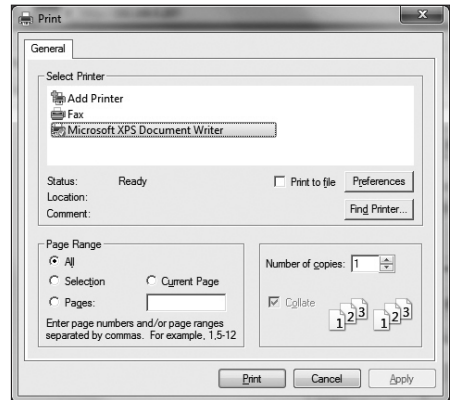 Print
General
Select Printer
Add Printer
Fax
Microsoft XPS Document Writer
Status: Ready
Location:
Comment:
Print to file
Preferences
Find Printer...
Page Range
All
Selection
Current Page
Pages:
Enter page numbers and/or page ranges
separated by commas. For example, 1,5-12
Number of copies: 1
Collate
1 2 3 1 2 3
Print Cancel Apply